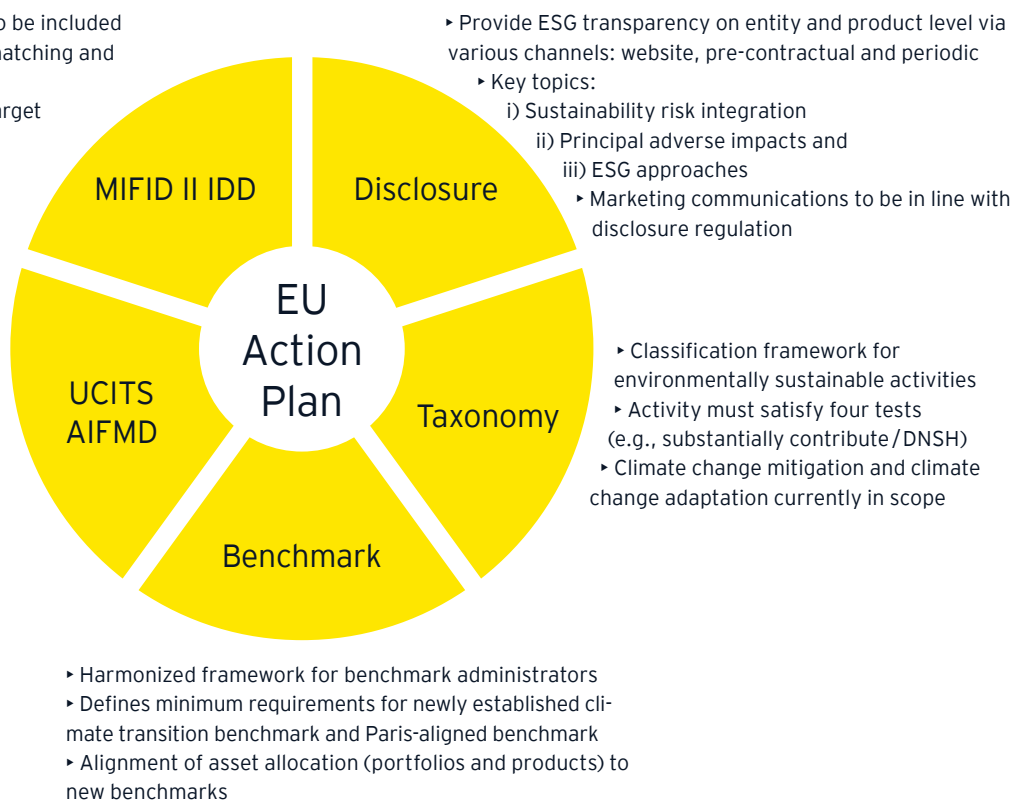 be included
and
MIFID II IDD
Disclosure
EU
Action
Plan
UCITS
AIFMD
Taxonomy
Benchmark
‣ Provide ESG transparency on entity and product level via
various channels: website, pre-contractual and periodic
‣ Key topics:
i) Sustainability risk integration
ii) Principal adverse impacts and
iii) ESG approaches
‣ Marketing communications to be in line with
disclosure regulation
‣ Classification framework for
environmentally sustainable activities
‣ Activity must satisfy four tests
(e.g., substantially contribute/DNSH)
‣ Climate change mitigation and climate
change adaptation currently in scope
‣ Harmonized framework for benchmark administrators
‣ Defines minimum requirements for newly established cli-
mate transition benchmark and Paris-aligned benchmark
‣ Alignment of asset allocation (portfolios and products) to
new benchmarks